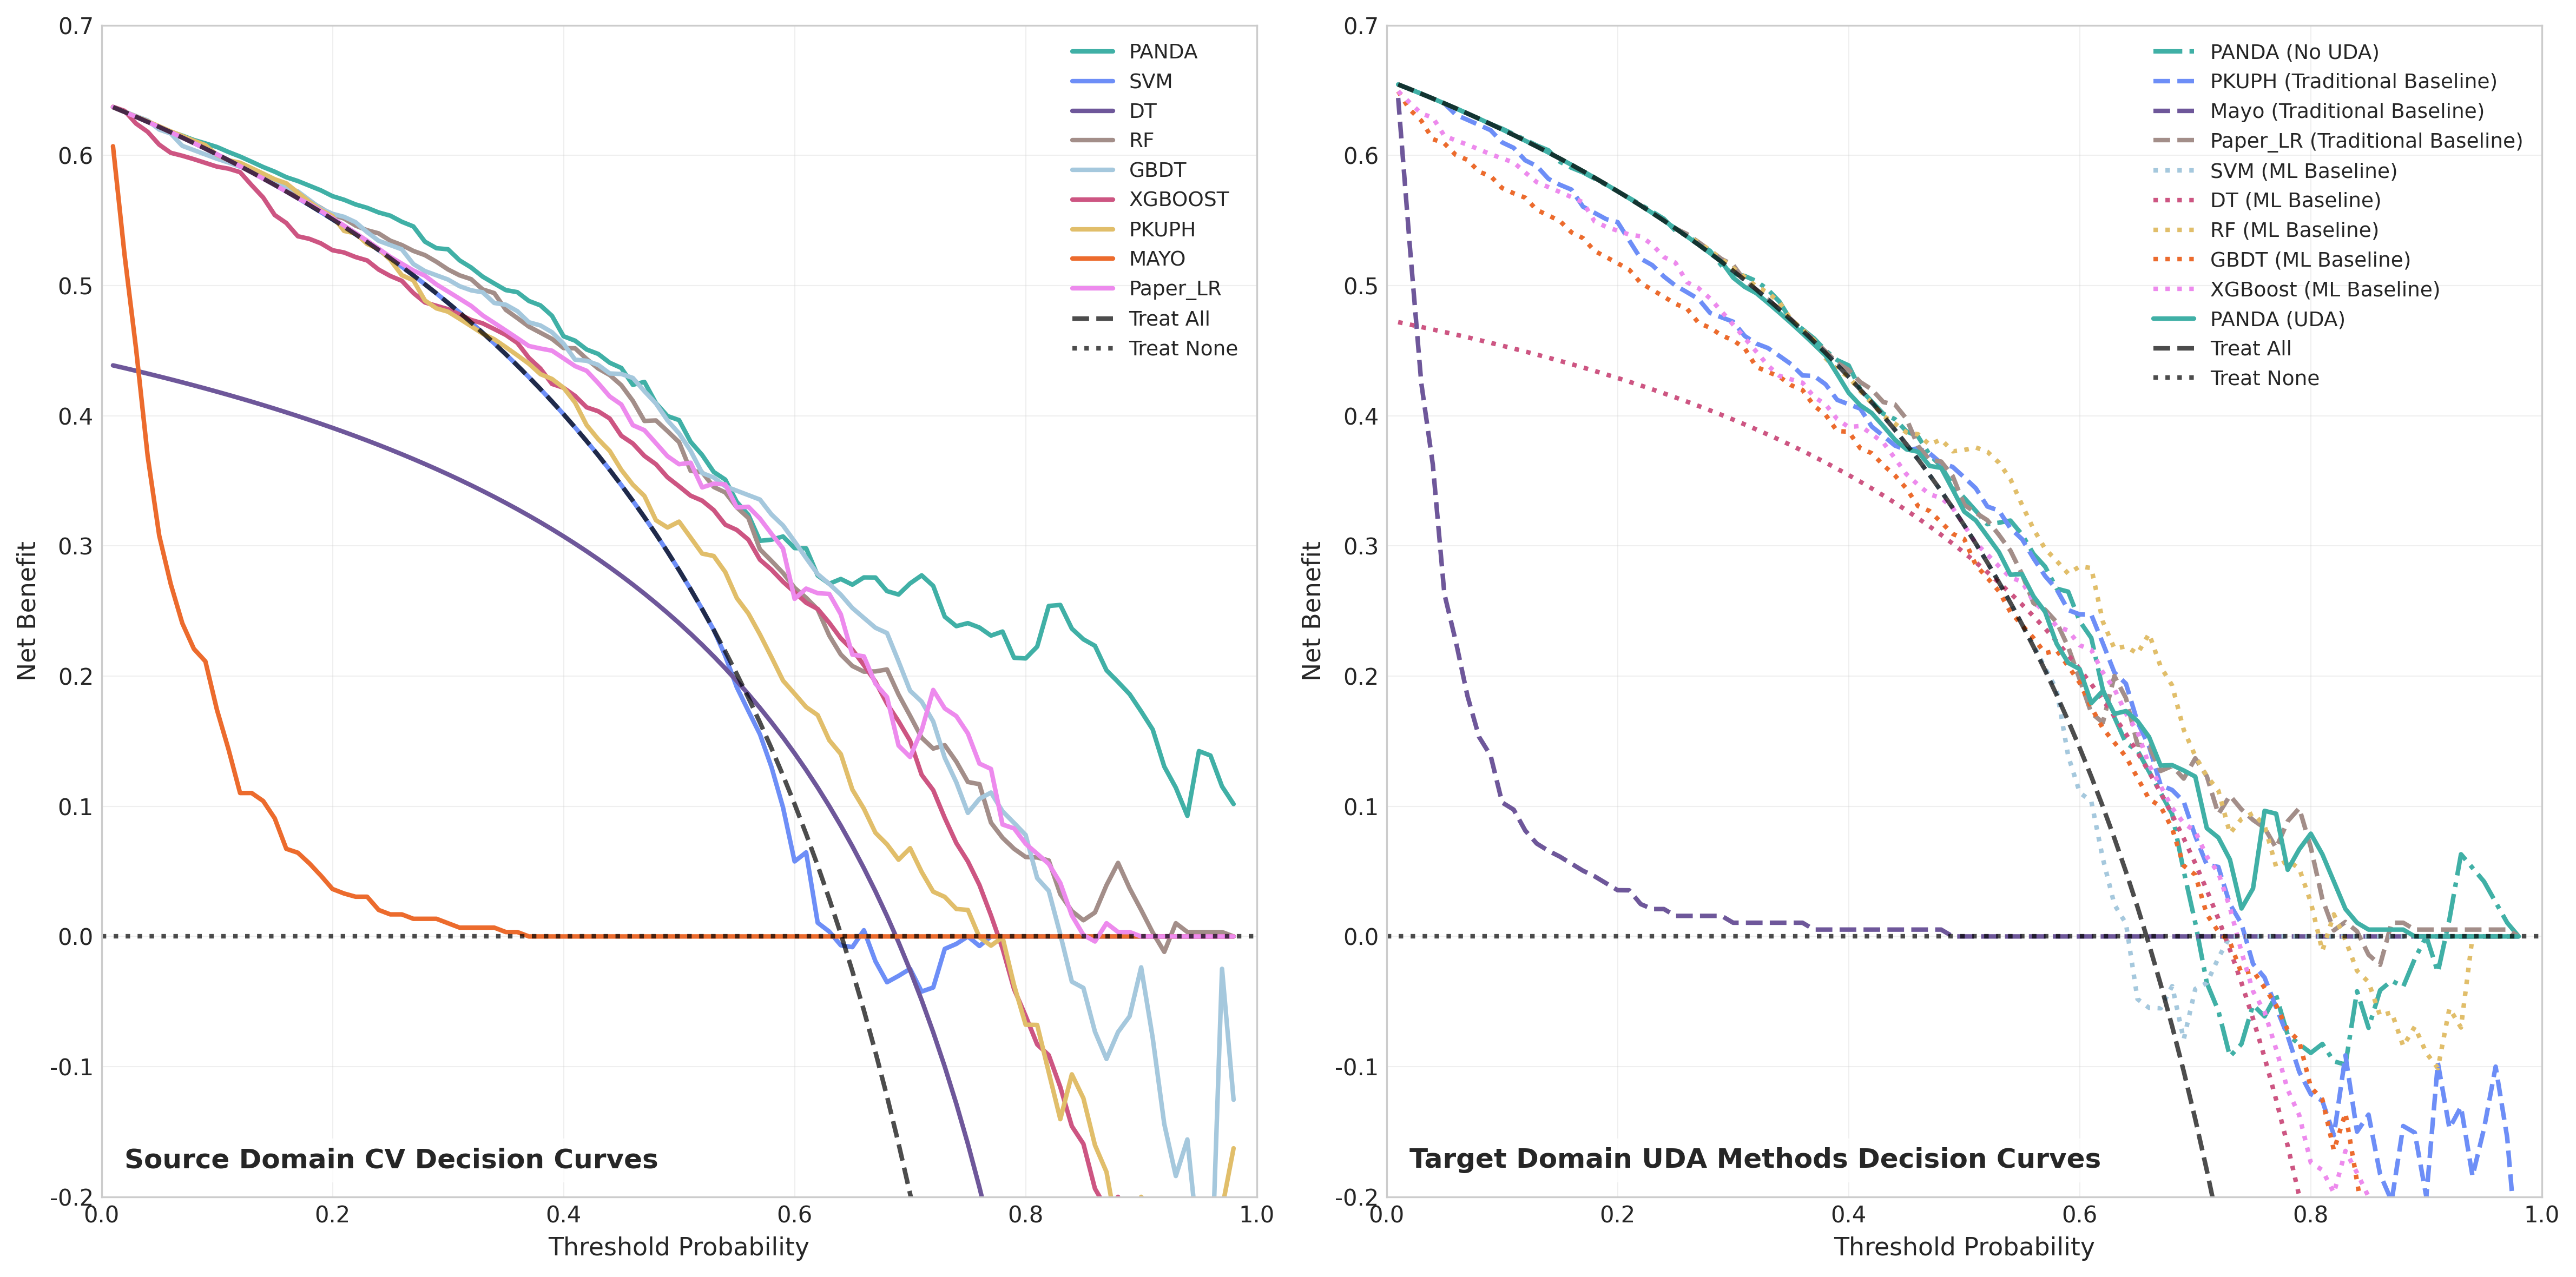 0.7
0.6
0.5
0.4
0.3
0.2
0.1
0.0
-0.1
-0.2
Net Benefit
PANDA
SVM
DT
RF
GBDT
XGBOOST
PKUPH
MAYO
Paper_LR
Treat All
Treat None
Source Domain CV Decision Curves
0.0 0.2 0.4 0.6 0.8 1.0
Threshold Probability
0.7
0.6
0.5
0.4
0.3
0.2
0.1
0.0
-0.1
-0.2
Net Benefit
PANDA (No UDA)
PKUPH (Traditional Baseline)
Mayo (Traditional Baseline)
Paper_LR (Traditional Baseline)
SVM (ML Baseline)
DT (ML Baseline)
RF (ML Baseline)
GBDT (ML Baseline)
XGBoost (ML Baseline)
PANDA (UDA)
Treat All
Treat None
Target Domain UDA Methods Decision Curves
0.0 0.2 0.4 0.6 0.8 1.0
Threshold Probability